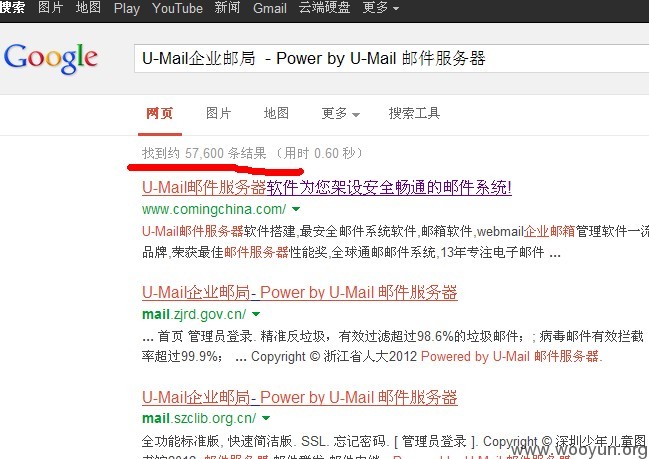 搜索 图片 地图 Play YouTube 新闻 Gmail 云端硬盘 更多
Google
U-Mail企业邮局 - Power by U-Mail 邮件服务器
网页 图片 地图 更多 搜索工具
找到约 57,600 条结果 (用时 0.60 秒)
U-Mail邮件服务器软件为您架设安全畅通的邮件系统!
www.comingchina.com/
U-Mail邮件服务器软件搭建,最安全邮件系统软件,邮箱软件,webmail企业邮箱管理软件一流
品牌,荣获最佳邮件服务器性能奖,全球通邮邮件系统,13年专注电子邮件 ...
U-Mail企业邮局- Power by U-Mail 邮件服务器
mail.zjrd.gov.cn/
... 首页 管理员登录. 精准反垃圾，有效过滤超过98.6%的垃圾邮件；; 病毒邮件有效拦截
率超过99.9%； ... Copyright © 浙江省人大2012 Powered by U-Mail 邮件服务器.
U-Mail企业邮局- Power by U-Mail 邮件服务器
mail.szclib.org.cn/
全功能标准版, 快速简洁版. SSL. 忘记密码. [ 管理员登录 ]. Copyright © 深圳少年儿童图
www.wooyun.org